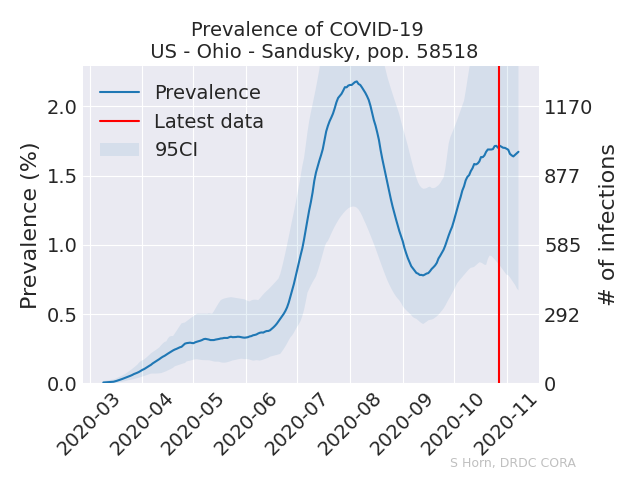 Prevalence of COVID-19
US - Ohio - Sandusky, pop. 58518
Prevalence
Latest data
95CI
Prevalence (%)
2.0
1.5
1.0
0.5
0.0
1170
877
585
292
0
# of infections
2020-03
2020-04
2020-05
2020-06
2020-07
2020-08
2020-09
2020-10
2020-11
S Horn, DRDC CORA